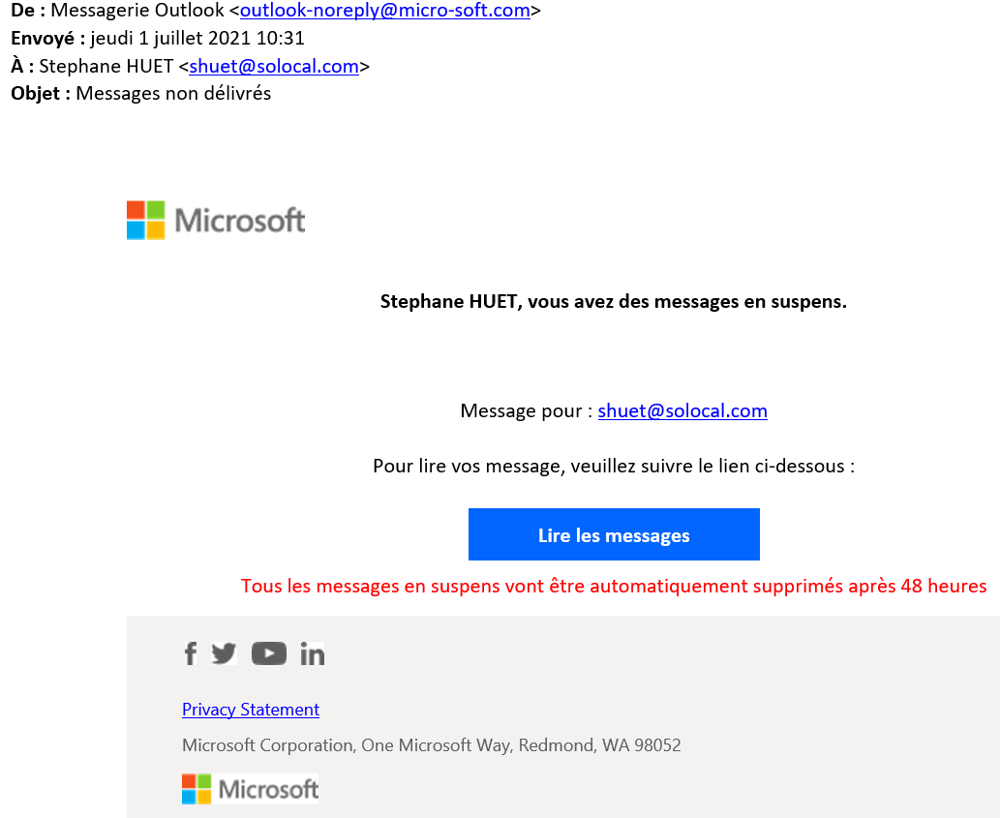 De : Messagerie Outlook <outlook-noreply@micro-soft.com>
Envoyé : jeudi 1 juillet 2021 10:31
À : Stephane HUET <shuet@solocal.com>
Objet : Messages non délivrés
Microsoft
Stephane HUET, vous avez des messages en suspens.
Message pour : shuet@solocal.com
Pour lire vos message, veuillez suivre le lien ci-dessous :
Lire les messages
Tous les messages en suspens vont être automatiquement supprimés après 48 heures
Privacy Statement
Microsoft Corporation, One Microsoft Way, Redmond, WA 98052
Microsoft